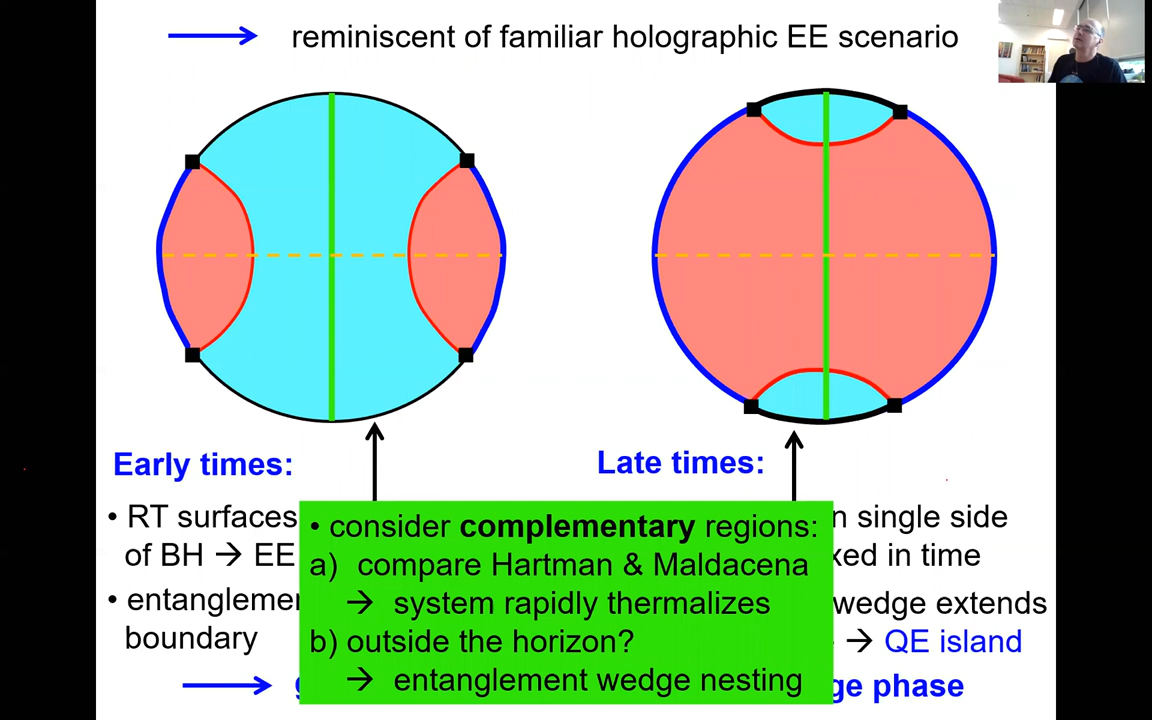 → reminiscent of familiar holographic EE scenario
Early times:
• RT surfaces
of BH → EE
• entanglemen
boundary
Late times:
n single side
xed in time
wedge extends
→ QE island
ge phase
• consider complementary regions:
a) compare Hartman & Maldacena
→ system rapidly thermalizes
b) outside the horizon?
→ entanglement wedge nesting